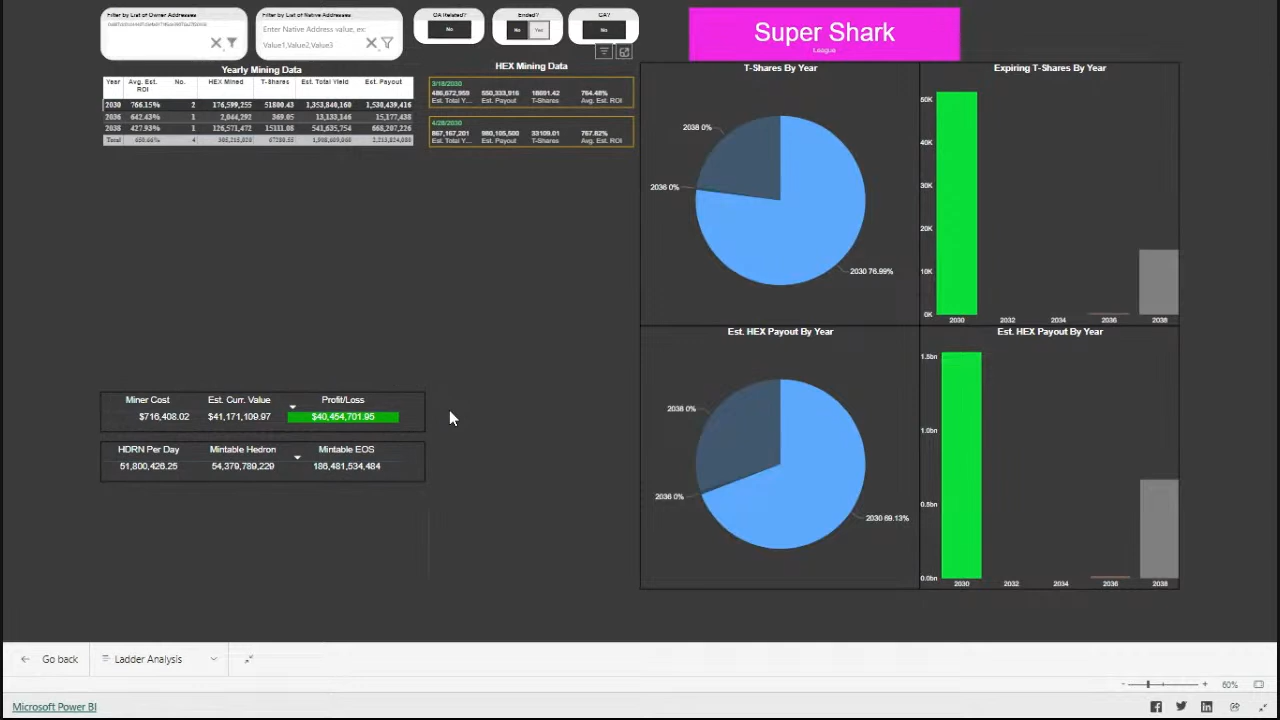 Filter by List of Owner Addresses
Filter by List of Native Addresses
Enter Native Address value, ex:
Value1,Value2,Value3
OA Related?
No
Ended?
No Yes
GA?
No
Super Shark
League
Yearly Mining Data
Year Avg. Est. ROI No. HEX Mined T-Shares Est. Total Yield Est. Payout
2030 766.15% 2 176,599,255 51800.43 1,353,840,160 1,530,439,416
2036 642.43% 1 2,044,292 369.05 13,133,146 15,177,438
2038 427.93% 1 126,571,472 15111.08 541,635,754 668,207,226
Total 4
HEX Mining Data
3/18/2030
550,333,916 764.48%
Est. Total Y... Est. Payout T-Shares Avg. Est. ROI
4/28/2030
867,167,201 980,105,500 33109.01 767.82%
Est. Total Y... Est. Payout T-Shares Avg. Est. ROI
T-Shares By Year
2038 0%
2036 0%
2030 76.99%
Expiring T-Shares By Year
50K
40K
30K
20K
10K
0K
2030 2032 2034 2036 2038
Est. HEX Payout By Year
2038 0%
2036 0%
2030 69.13%
Est. HEX Payout By Year
1.5bn
1.0bn
0.5bn
0.0bn
2030 2032 2034 2036 2038
Miner Cost Est. Curr. Value Profit/Loss
$716,408.02 $41,171,109.97 $40,454,701.95
HDRN Per Day Mintable Hedron Mintable EOS
51,800,426.25 54,379,789,229 186,481,534,484
Go back
Ladder Analysis
- + 60%
Microsoft Power BI